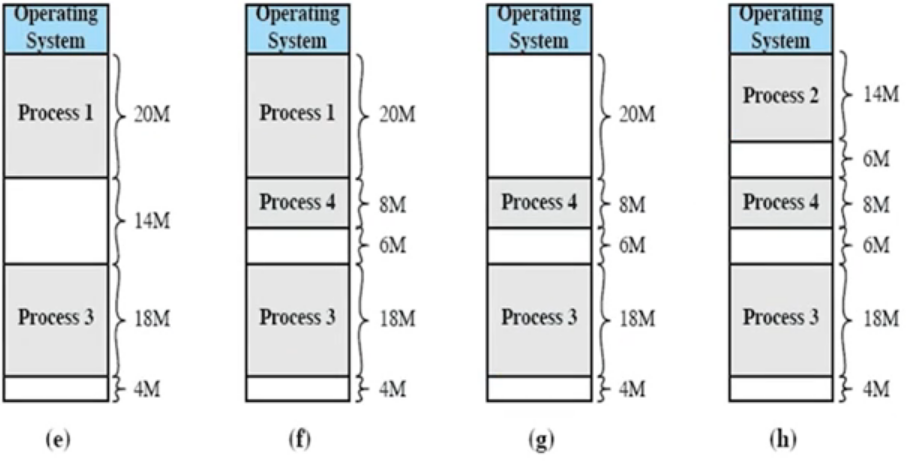 Operating
System
Process 1
20M
14M
Process 3
18M
4M
(e)
Operating
System
Process 1
20M
Process 4
8M
6M
Process 3
18M
4M
(f)
Operating
System
20M
Process 4
8M
6M
Process 3
18M
4M
(g)
Operating
System
Process 2
14M
6M
Process 4
8M
6M
Process 3
18M
4M
(h)